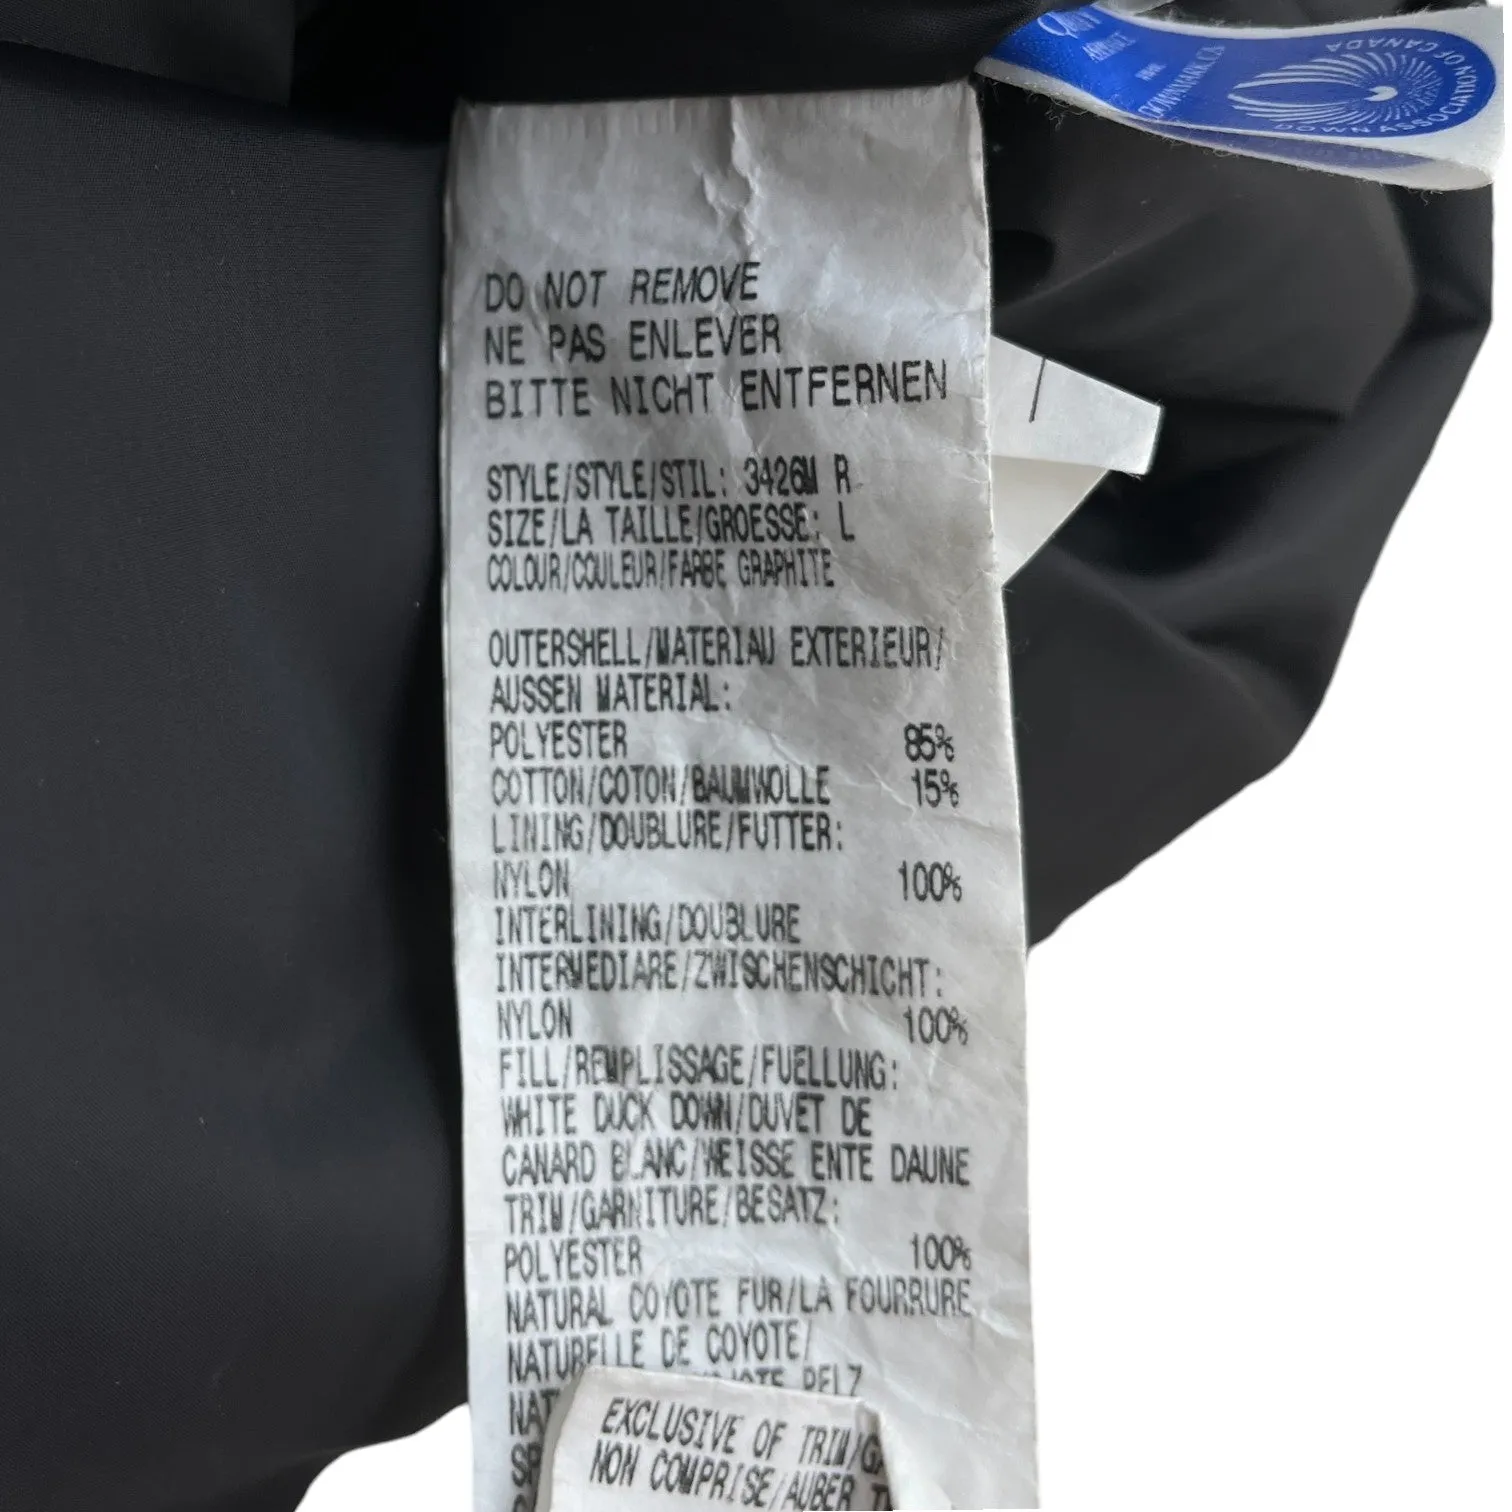 DOWNMARK.CA
DOWN ASSOCIATION OF CANADA
DO NOT REMOVE
NE PAS ENLEVER
BITTE NICHT ENTFERNEN
STYLE/STYLE/STIL: 3426M R
SIZE/LA TAILLE/GROESSE: L
COLOUR/COULEUR/FARBE GRAPHITE
OUTERSHELL/MATERIAU EXTERIEUR/
AUSSEN MATERIAL:
POLYESTER 85%
COTTON/COTON/BAUMWOLLE 15%
LINING/DOUBLURE/FUTTER:
NYLON 100%
INTERLINING/DOUBLURE
INTERMEDIARE/ZWISCHENSCHICHT:
NYLON 100%
FILL/REMPLISSAGE/FUELLUNG:
WHITE DUCK DOWN/DUVET DE
CANARD BLANC/WEISSE ENTE DAUNE
TRIM/GARNITURE/BESATZ:
POLYESTER 100%
NATURAL COYOTE FUR/LA FOURRURE
NATURELLE DE COYOTE/
PELZ
EXCLUSIVE OF TRIM/GA
NON COMPRISE/AUBER